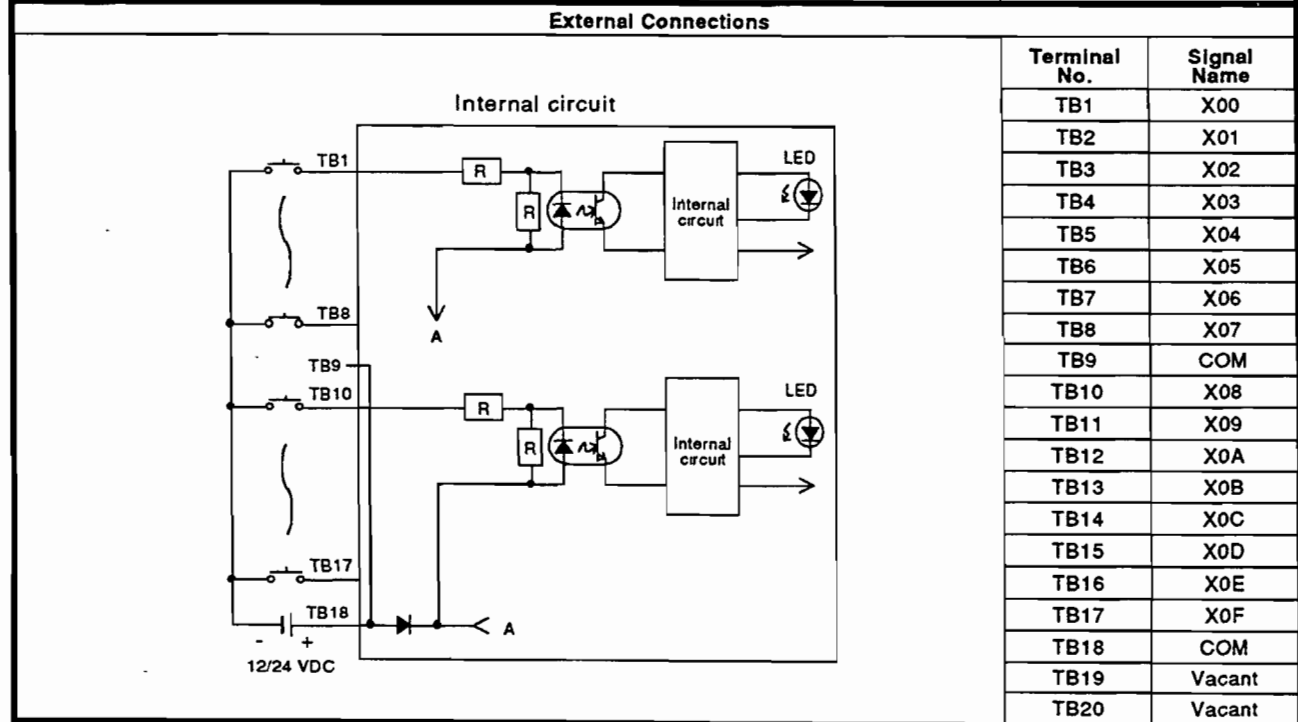 External Connections
Internal circuit
TB1
R
R
Internal
circuit
LED
A
TB8
TB9
TB10
R
R
Internal
circuit
LED
TB17
TB18
A
- +
12/24 VDC
Terminal No. Signal Name
TB1 X00
TB2 X01
TB3 X02
TB4 X03
TB5 X04
TB6 X05
TB7 X06
TB8 X07
TB9 COM
TB10 X08
TB11 X09
TB12 X0A
TB13 X0B
TB14 X0C
TB15 X0D
TB16 X0E
TB17 X0F
TB18 COM
TB19 Vacant
TB20 Vacant